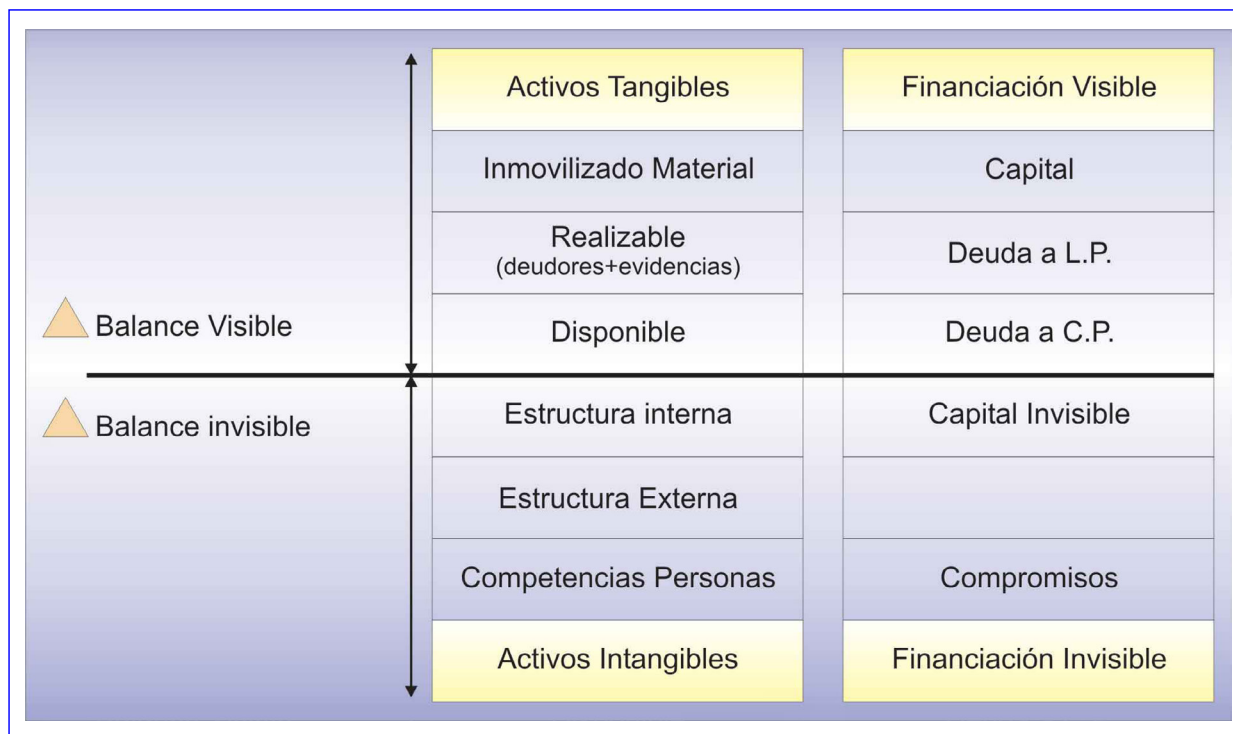 Activos Tangibles
Financiación Visible
Inmovilizado Material
Capital
Realizable
(deudores+evidencias)
Deuda a L.P.
Balance Visible
Disponible
Deuda a C.P.
Balance invisible
Estructura interna
Capital Invisible
Estructura Externa
Competencias Personas
Compromisos
Activos Intangibles
Financiación Invisible